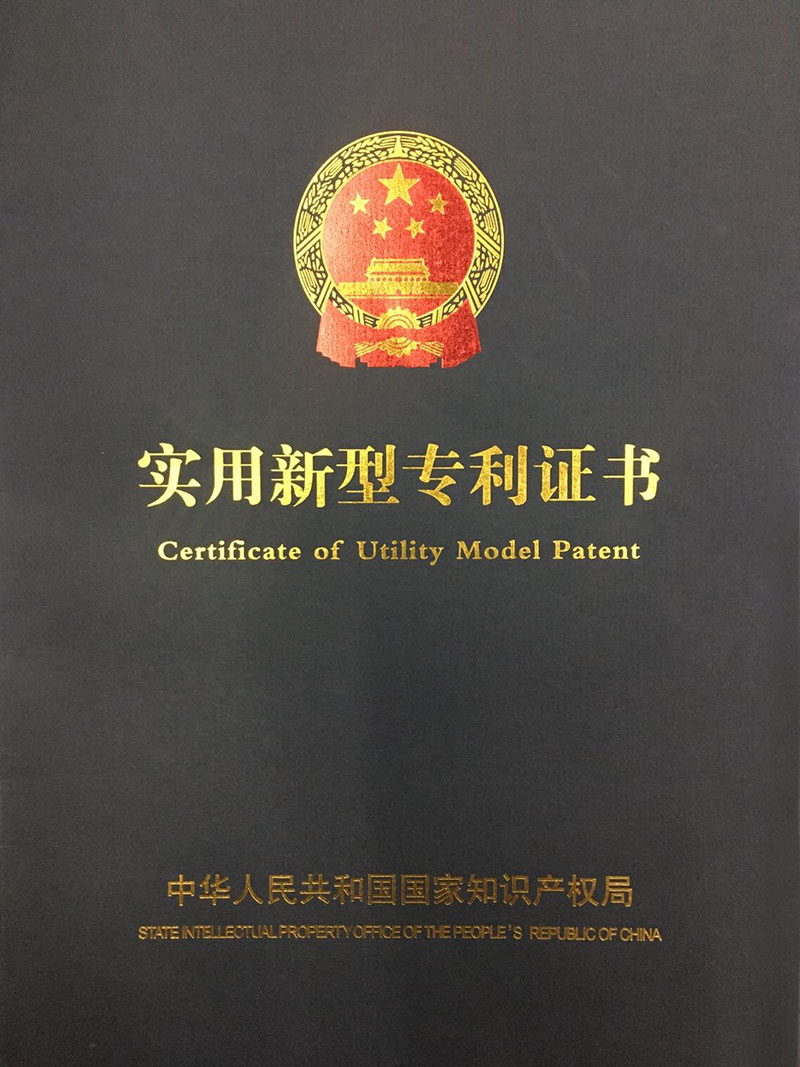 实用新型专利证书
Certificate of Utility Model Patent
中华人民共和国国家知识产权局
STATE INTELLECTUAL PROPERTY OFFICE OF THE PEOPLE'S REPUBLIC OF CHINA